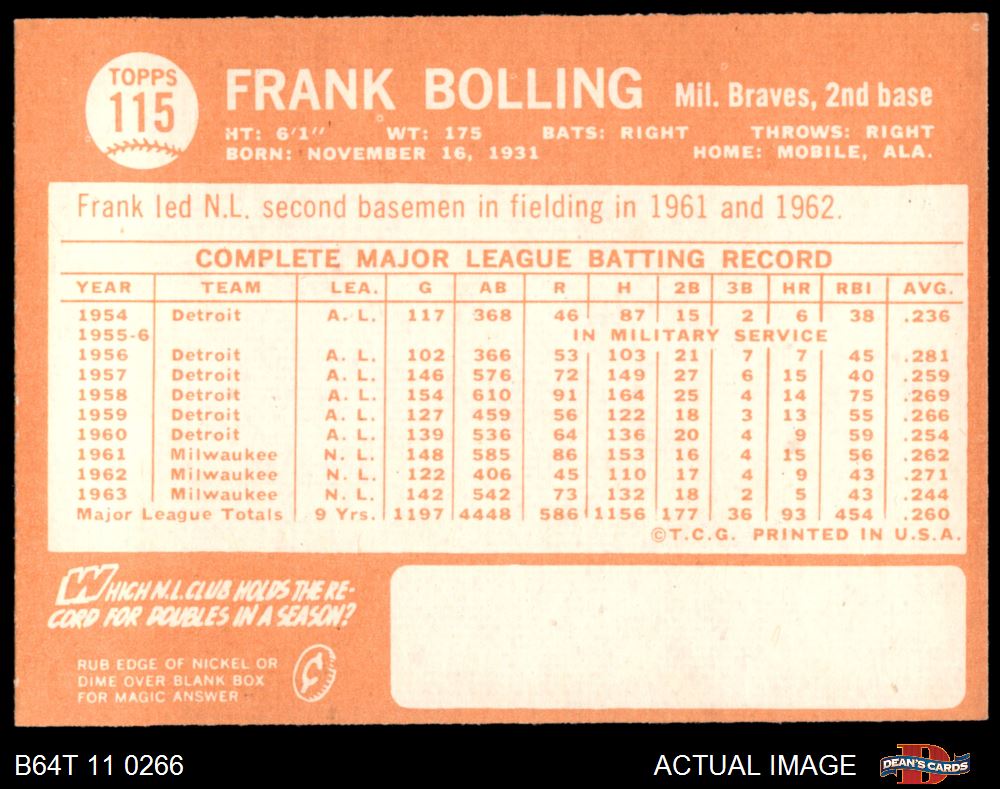 TOPPS
115
FRANK BOLLING Mil. Braves, 2nd base
HT: 6'1" WT: 175 BATS: RIGHT THROWS: RIGHT
BORN: NOVEMBER 16, 1931 HOME: MOBILE, ALA.
Frank led N.L. second basemen in fielding in 1961 and 1962.
COMPLETE MAJOR LEAGUE BATTING RECORD
YEAR TEAM LEA. G AB R H 2B 3B HR RBI AVG.
1954 Detroit A. L. 117 368 46 87 15 2 6 38 .236
1955-6 IN MILITARY SERVICE
1956 Detroit A. L. 102 366 53 103 21 7 7 45 .281
1957 Detroit A. L. 146 576 72 149 27 6 15 40 .259
1958 Detroit A. L. 154 610 91 164 25 4 14 75 .269
1959 Detroit A. L. 127 459 56 122 18 3 13 55 .266
1960 Detroit A. L. 139 536 64 136 20 4 9 59 .254
1961 Milwaukee N. L. 148 585 86 153 16 4 15 56 .262
1962 Milwaukee N. L. 122 406 45 110 17 4 9 43 .271
1963 Milwaukee N. L. 142 542 73 132 18 2 5 43 .244
Major League Totals 9 Yrs. 1197 4448 586 1156 177 36 93 454 .260
©T.C.G. PRINTED IN U.S.A.
WHICH N.L. CLUB HOLDS THE RE-
CORD FOR DOUBLES IN A SEASON?
RUB EDGE OF NICKEL OR
DIME OVER BLANK BOX
FOR MAGIC ANSWER
B64T 11 0266 ACTUAL IMAGE DEAN'S CARDS